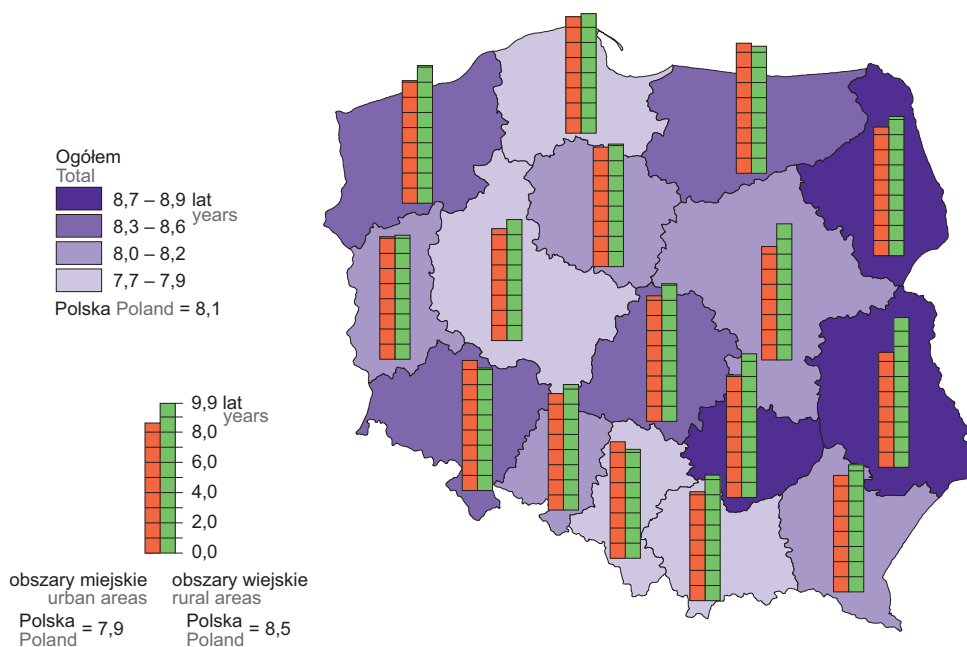 Ogółem
Total
8,7 – 8,9 lat
years
8,3 – 8,6
8,0 – 8,2
7,7 – 7,9
Polska Poland = 8,1
9,9 lat
years
8,0
6,0
4,0
2,0
0,0
obszary miejskie
urban areas
Polska
Poland = 7,9
obszary wiejskie
rural areas
Polska
Poland = 8,5